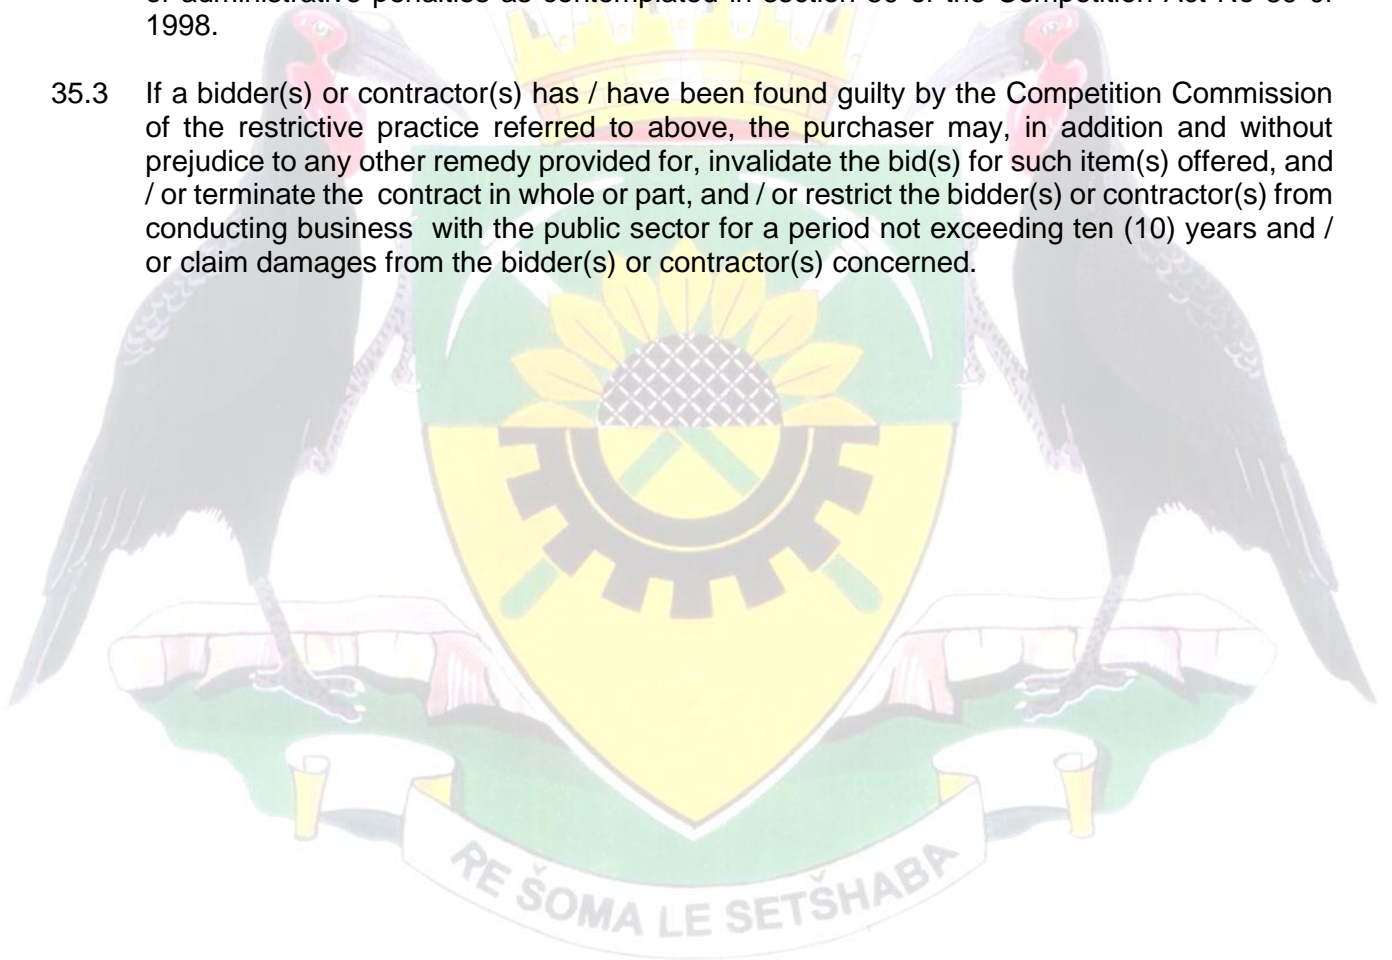 1998.
35.3 If a bidder(s) or contractor(s) has / have been found guilty by the Competition Commission
of the restrictive practice referred to above, the purchaser may, in addition and without
prejudice to any other remedy provided for, invalidate the bid(s) for such item(s) offered, and
/ or terminate the contract in whole or part, and / or restrict the bidder(s) or contractor(s) from
conducting business with the public sector for a period not exceeding ten (10) years and /
or claim damages from the bidder(s) or contractor(s) concerned.
RE ŠOMA LE SETŠHABA